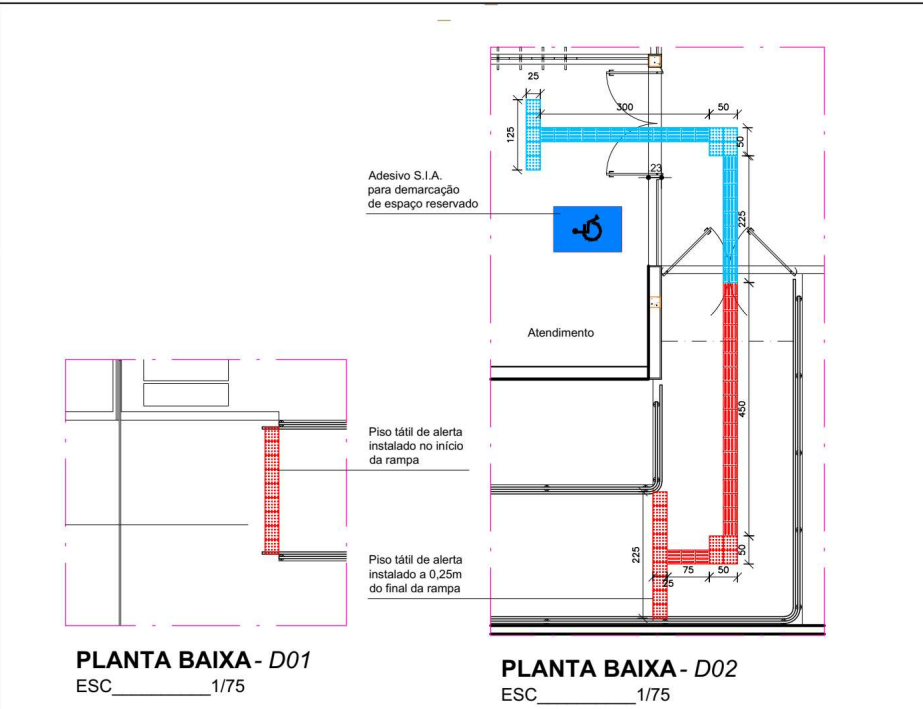 25
300
50
125
50
23
Adesivo S.I.A.
para demarcação
de espaço reservado
225
Atendimento
450
Piso tátil de alerta
instalado no início
da rampa
225
50
Piso tátil de alerta
instalado a 0,25m
do final da rampa
75
50
25
PLANTA BAIXA - D01
ESC__________1/75
PLANTA BAIXA - D02
ESC__________1/75